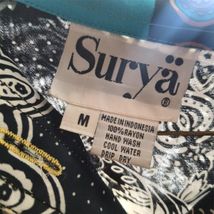 Suryä
®
M
MADE IN INDONESIA
100% RAYON
HAND WASH
COOL WATER
DRIP DRY